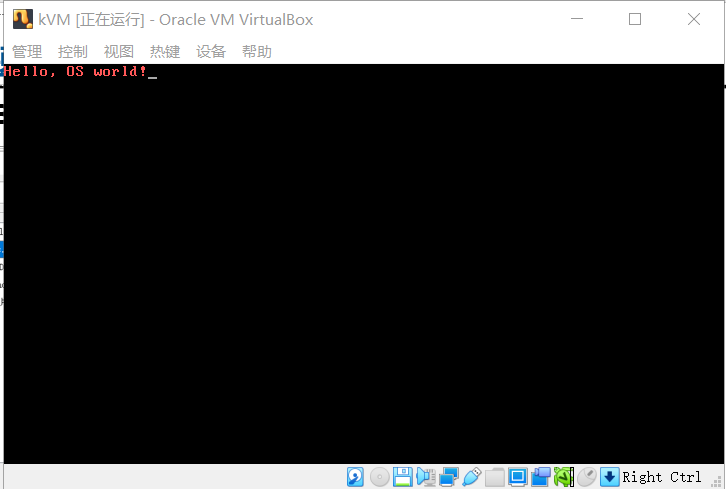 kVM [正在运行] - Oracle VM VirtualBox
管理 控制 视图 热键 设备 帮助
Hello, OS world!_
Right Ctrl